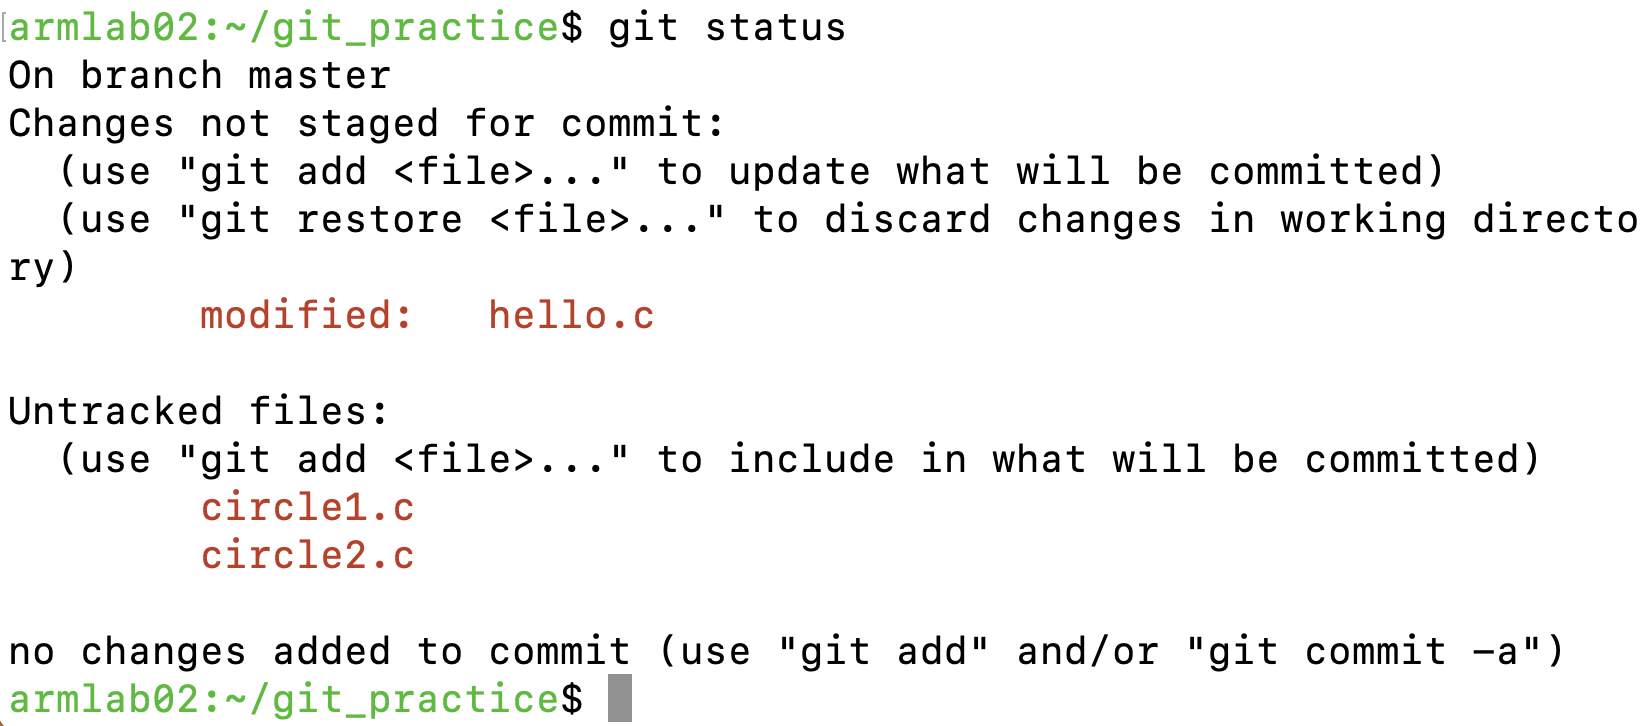 armlab02:~/git_practice$ git status
On branch master
Changes not staged for commit:
  (use "git add <file>..." to update what will be committed)
  (use "git restore <file>..." to discard changes in working directo
ry)
        modified:   hello.c

Untracked files:
  (use "git add <file>..." to include in what will be committed)
        circle1.c
        circle2.c

no changes added to commit (use "git add" and/or "git commit -a")
armlab02:~/git_practice$